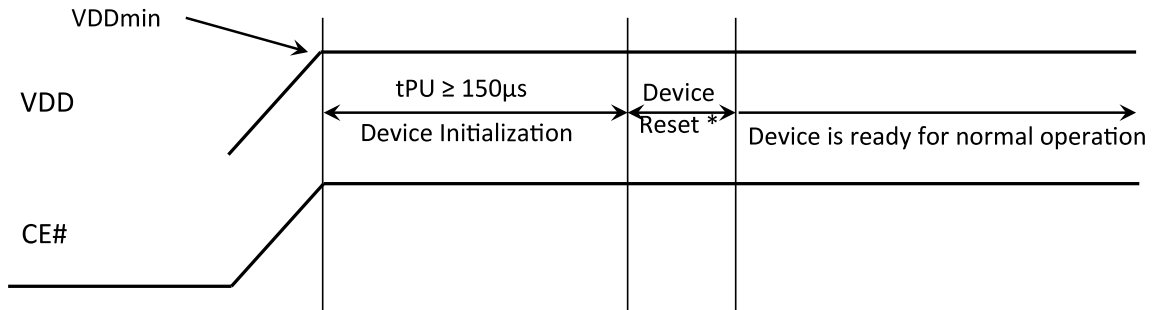 VDDmin
VDD
tPU ≥ 150μs
Device Initialization
Device
Reset *
Device is ready for normal operation
CE#